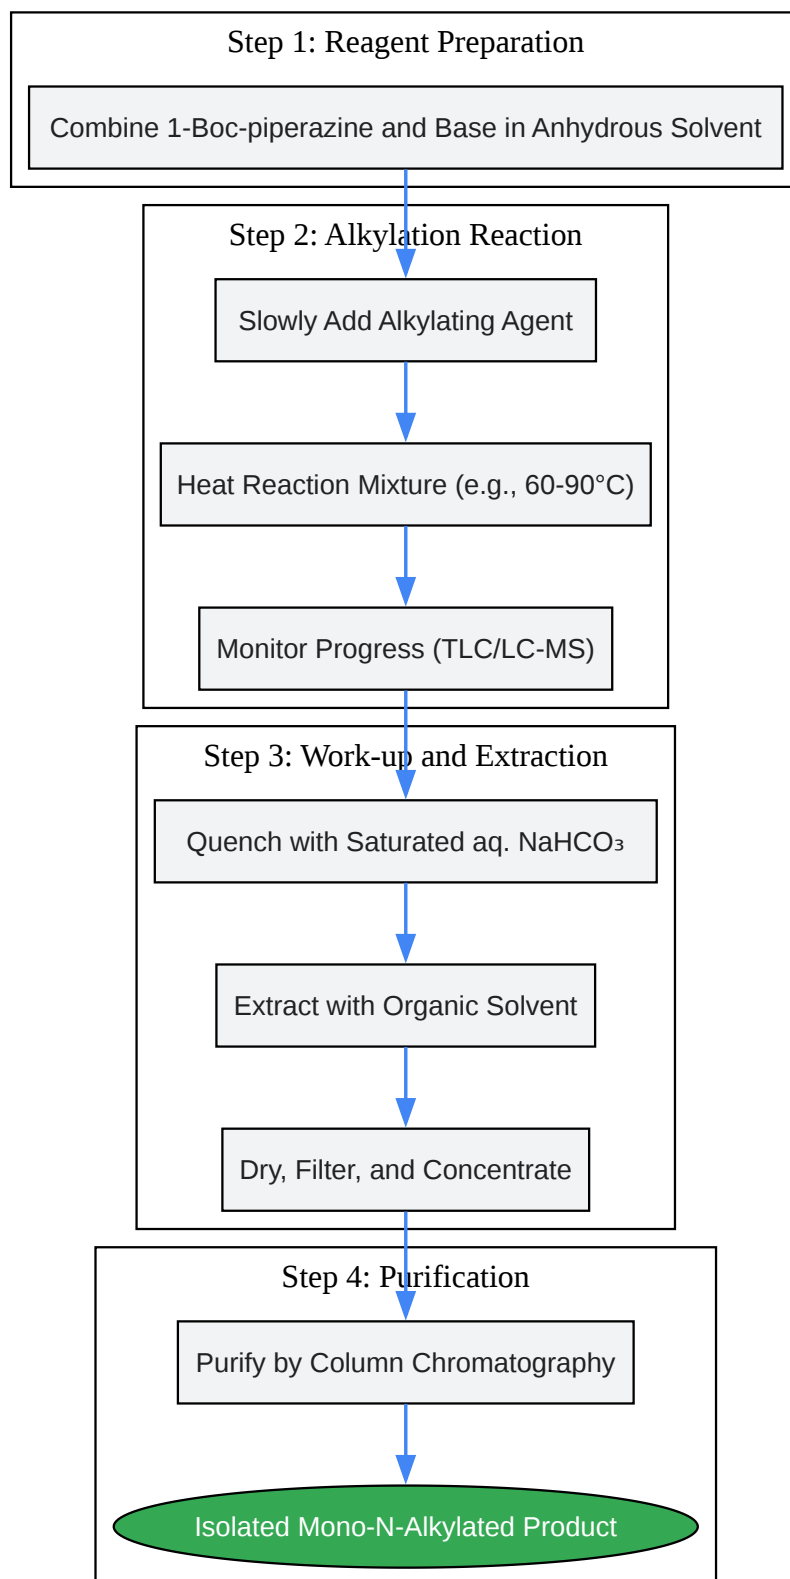 Step 1: Reagent Preparation
Combine 1-Boc-piperazine and Base in Anhydrous Solvent
Step 2: Alkylation Reaction
Slowly Add Alkylating Agent
Heat Reaction Mixture (e.g., 60-90°C)
Monitor Progress (TLC/LC-MS)
Step 3: Work-up and Extraction
Quench with Saturated aq. NaHCO₃
Extract with Organic Solvent
Dry, Filter, and Concentrate
Step 4: Purification
Purify by Column Chromatography
Isolated Mono-N-Alkylated Product